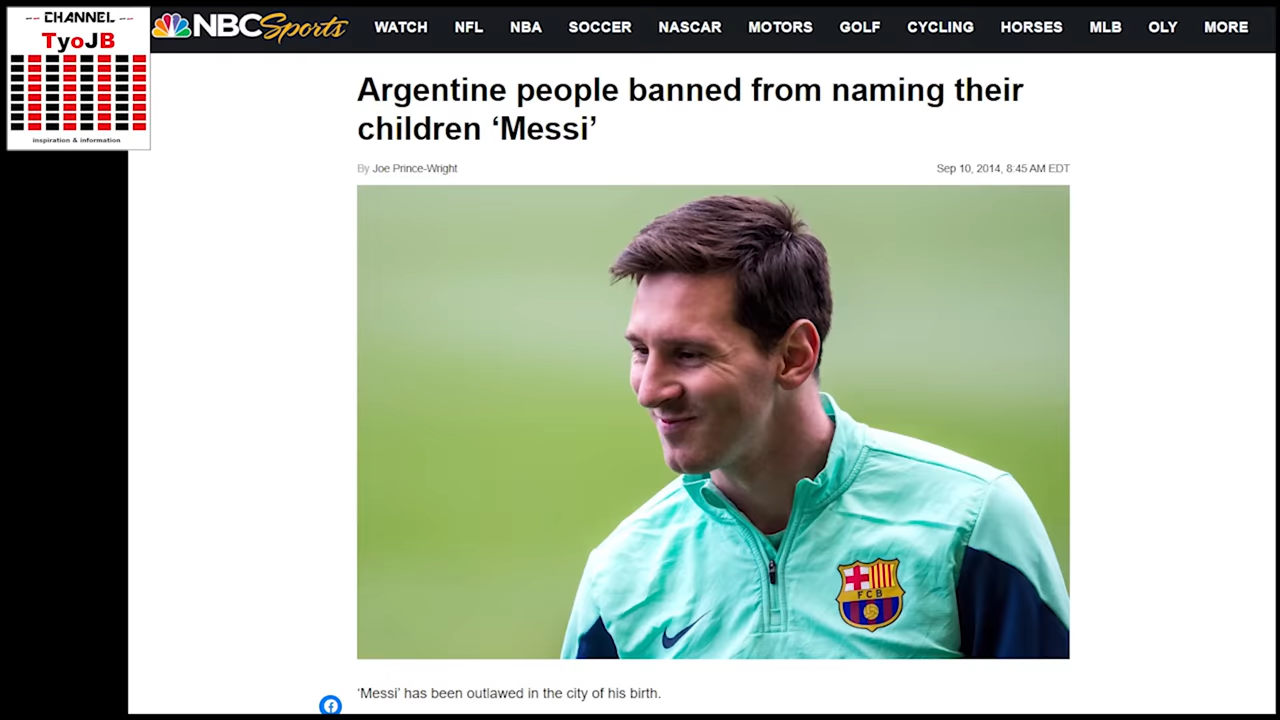 -- CHANNEL --
TyoJB
inspiration & information
NBC Sports
WATCH NFL NBA SOCCER NASCAR MOTORS GOLF CYCLING HORSES MLB OLY MORE
Argentine people banned from naming their
children ‘Messi’
By Joe Prince-Wright
Sep 10, 2014, 8:45 AM EDT
FCB
‘Messi’ has been outlawed in the city of his birth.